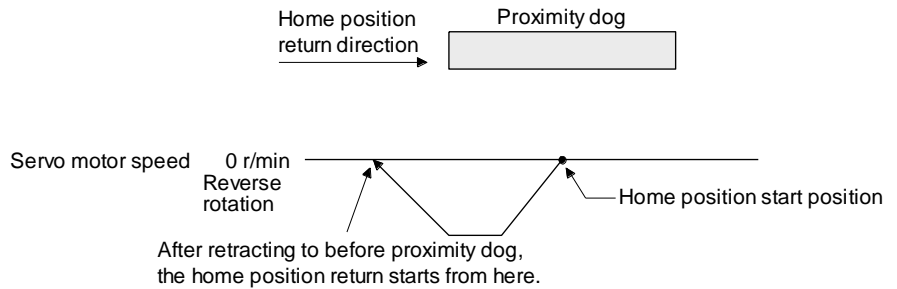 Home position
return direction
Proximity dog
Servo motor speed 0 r/min
Reverse
rotation
Home position start position
After retracting to before proximity dog,
the home position return starts from here.